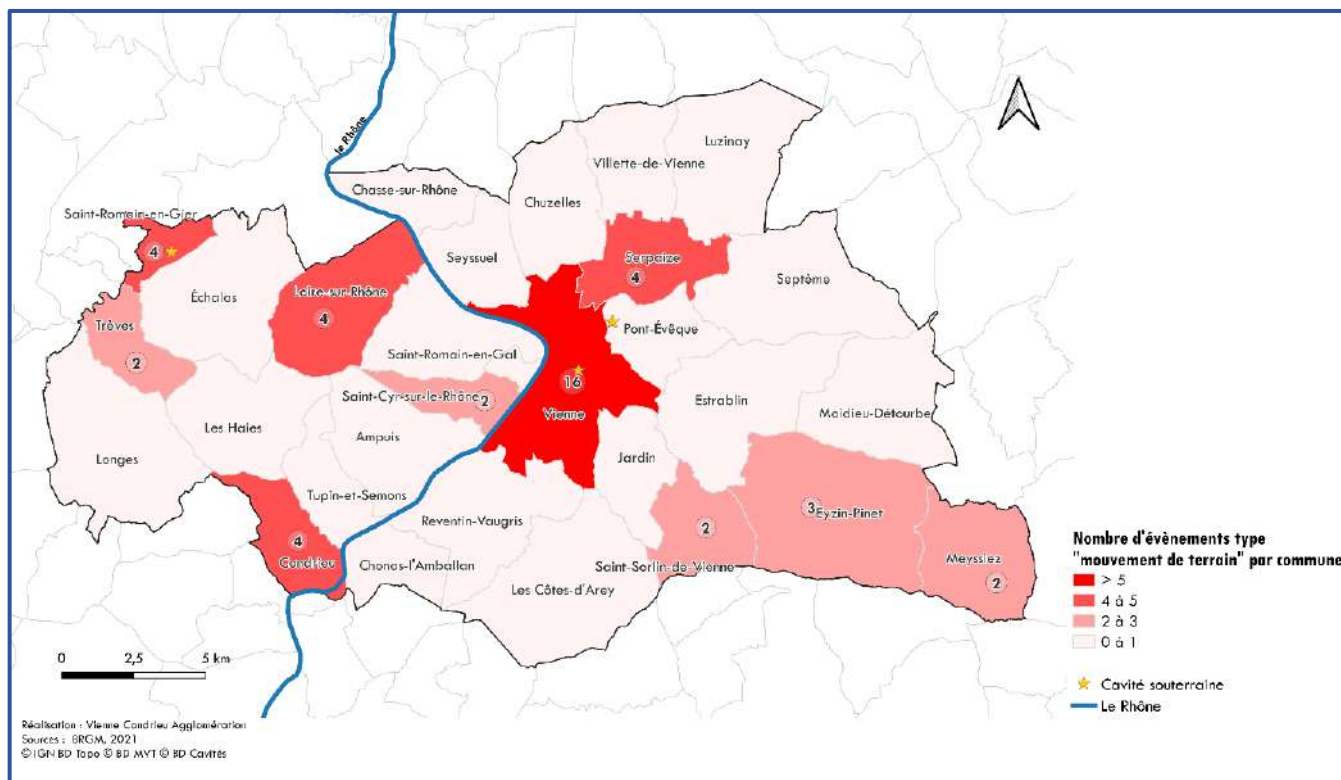 le Rhône
Luzinay
Villette-de-Vienne
Chasse-sur-Rhône
Chuzelles
Saint-Romain-en-Gier
4
Seyssuel
Serpaize
4
Septème
Échalas
Loire-sur-Rhône
4
Trèves
2
Pont-Évêque
Saint-Romain-en-Gal
16
Vienne
Saint-Cyr-sur-le-Rhône
2
Estrablin
Moidieu-Détourbe
Les Haies
Ampuis
Longes
Jardin
Tupin-et-Semons
Reventin-Vaugris
2
3
Eyzin-Pinet
4
Condrieu
Chonas-l'Amballan
Saint-Sorlin-de-Vienne
Les Côtes-d'Arey
Meyssiez
2
Nombre d'évènements type
"mouvement de terrain" par commune
> 5
4 à 5
2 à 3
0 à 1
Cavité souterraine
Le Rhône
0 2,5 5 km
Réalisation : Vienne Condrieu Agglomération
Sources : BRGM, 2021
© IGN BD Topo © BD MVT © BD Cavités